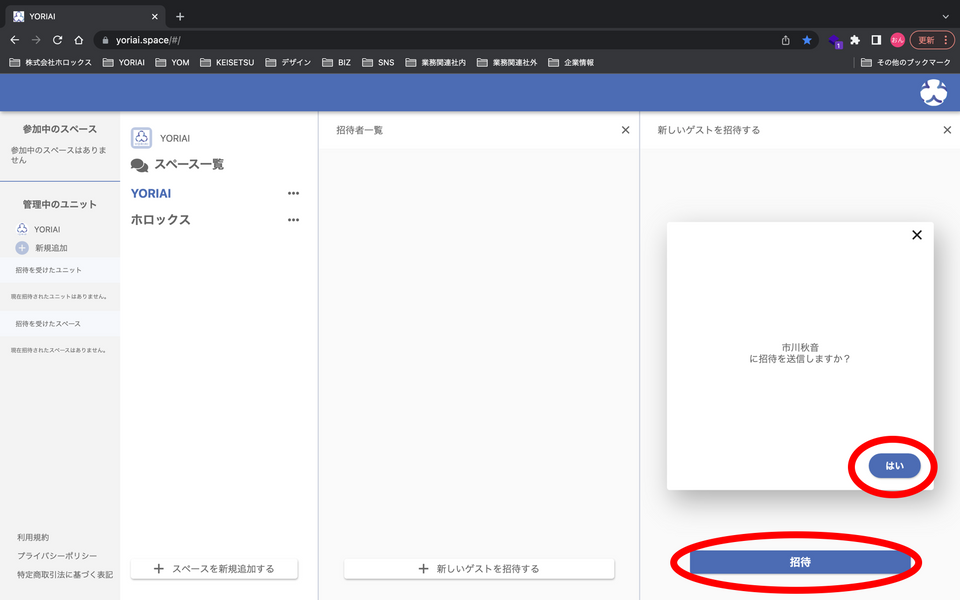 YORIAI
yoriai.space/#/
1
おん
更新
株式会社ホロックス
YORIAI
YOM
KEISETSU
デザイン
BIZ
SNS
業務関連社内
業務関連社外
企業情報
その他のブックマーク
参加中のスペース
参加中のスペースはありま
せん
管理中のユニット
YORIAI
新規追加
招待を受けたユニット
現在招待されたユニットはありません。
招待を受けたスペース
現在招待されたスペースはありません。
利用規約
プライバシーポリシー
特定商取引法に基づく表記
YORIAI
スペース一覧
YORIAI
ホロックス
スペースを新規追加する
招待者一覧
新しいゲストを招待する
新しいゲストを招待する
市川秋音
に招待を送信しますか？
はい
招待